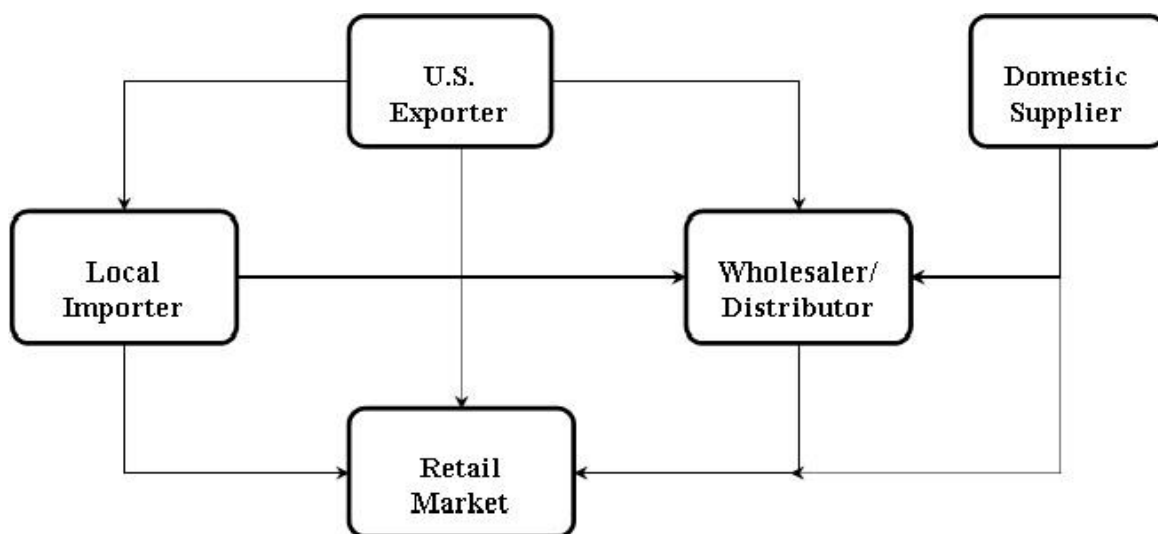 U.S.
Exporter
Domestic
Supplier
Local
Importer
Wholesaler/
Distributor
Retail
Market